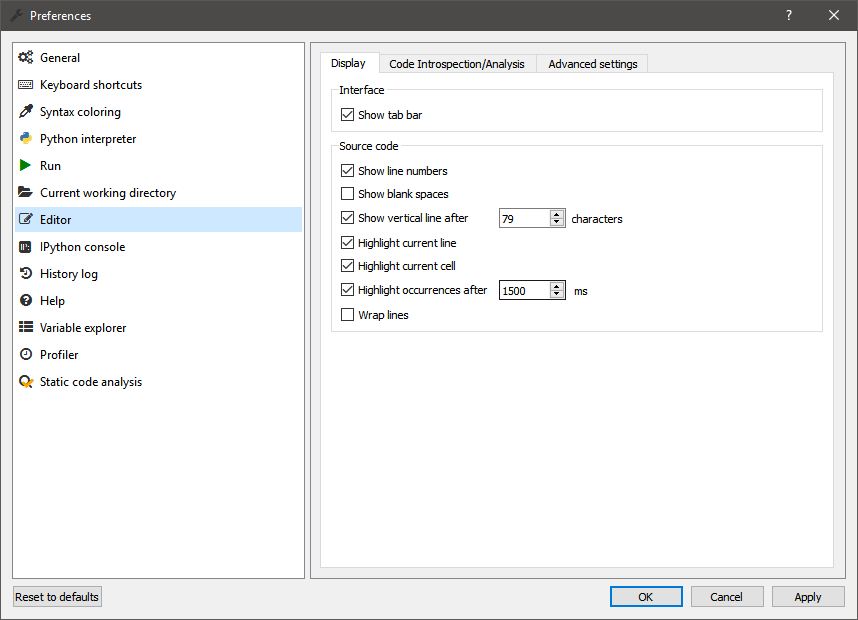 Preferences
?
General
Keyboard shortcuts
Syntax coloring
Python interpreter
Run
Current working directory
Editor
IPython console
History log
Help
Variable explorer
Profiler
Static code analysis
Display Code Introspection/Analysis Advanced settings
Interface
Show tab bar
Source code
Show line numbers
Show blank spaces
Show vertical line after 79 characters
Highlight current line
Highlight current cell
Highlight occurrences after 1500 ms
Wrap lines
Reset to defaults OK Cancel Apply